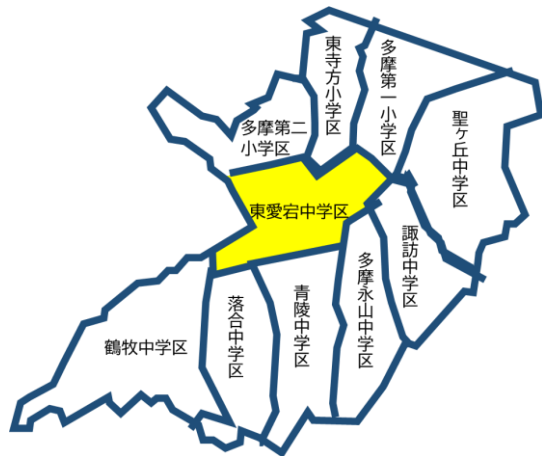 東寺方小学区
多摩第一小学区
聖ヶ丘中学区
多摩第二
小学区
東愛宕中学区
諏訪中学区
多摩永山中学区
青陵中学区
落合中学区
鶴牧中学区